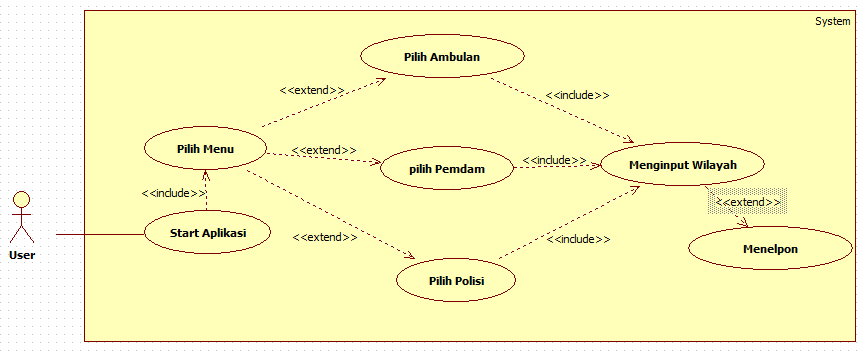 System
Pilih Ambulan
<<extend>>
<<include>>
Pilih Menu
<<extend>>
pilih Pemdam
<<include>>
Menginput Wilayah
<<include>>
<<extend>>
User
Start Aplikasi
<<extend>>
<<include>>
Menelpon
Pilih Polisi